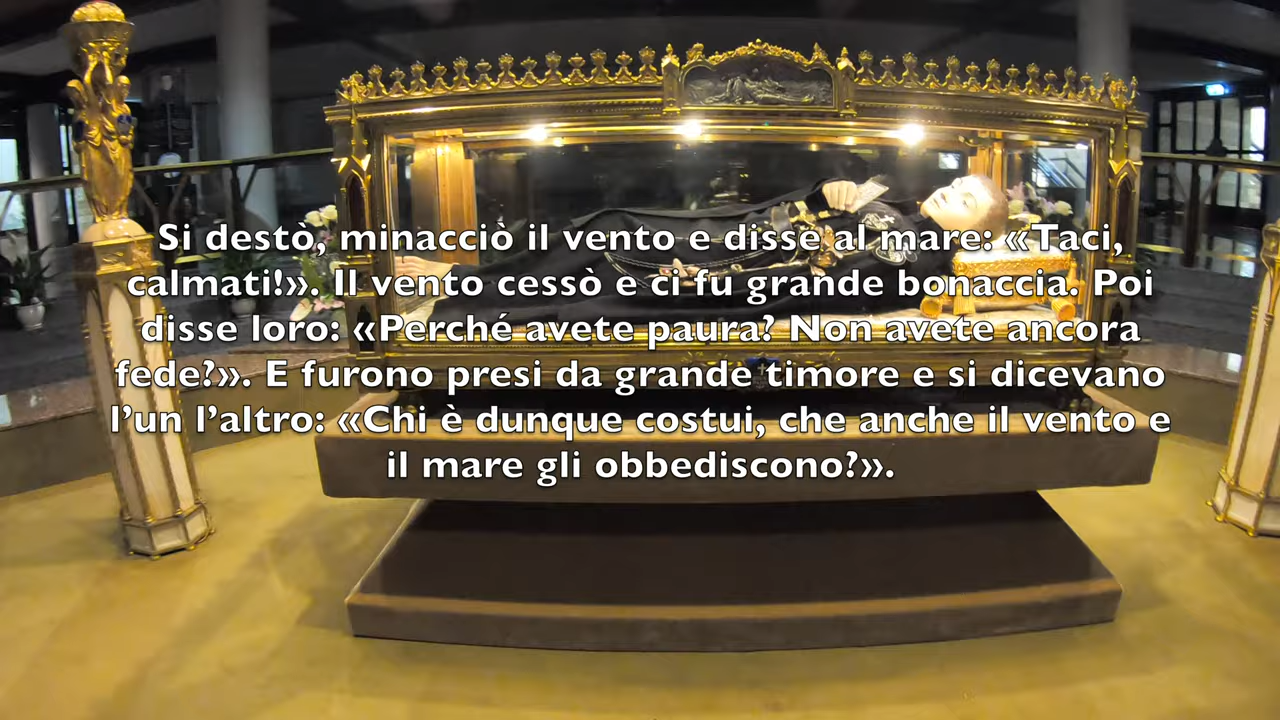 Si destò, minacciò il vento e disse al mare: «Taci,
calmati!». Il vento cessò e ci fu grande bonaccia. Poi
disse loro: «Perché avete paura? Non avete ancora
fede?». E furono presi da grande timore e si dicevano
l’un l’altro: «Chi è dunque costui, che anche il vento e
il mare gli obbediscono?».